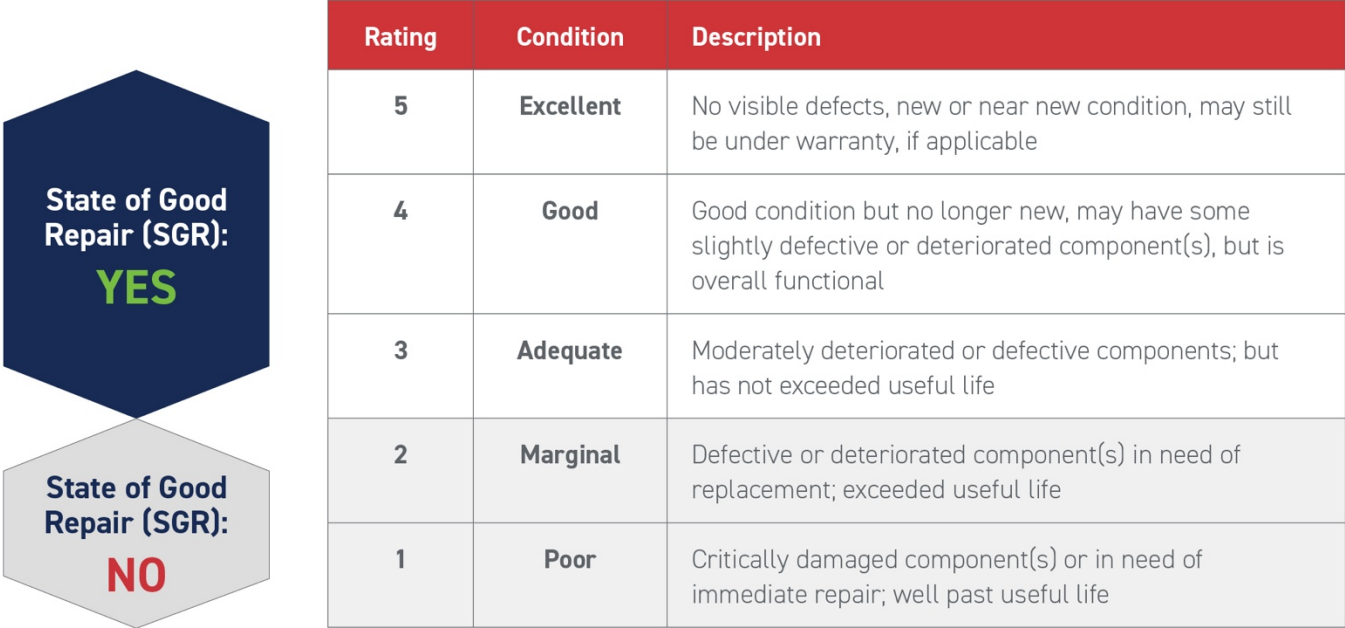 State of Good
Repair (SGR):
YES
State of Good
Repair (SGR):
NO
Rating Condition Description
5 Excellent No visible defects, new or near new condition, may still
be under warranty, if applicable
4 Good Good condition but no longer new, may have some
slightly defective or deteriorated component(s), but is
overall functional
3 Adequate Moderately deteriorated or defective components; but
has not exceeded useful life
2 Marginal Defective or deteriorated component(s) in need of
replacement; exceeded useful life
1 Poor Critically damaged component(s) or in need of
immediate repair; well past useful life